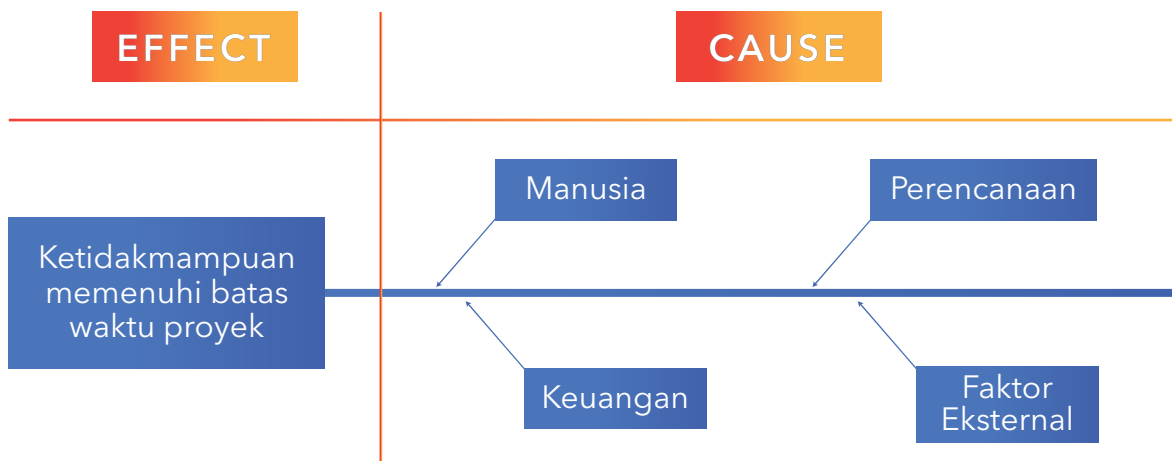 EFFECT
CAUSE
Manusia
Perencanaan
Ketidakmampuan
memenuhi batas
waktu proyek
Keuangan
Faktor
Eksternal